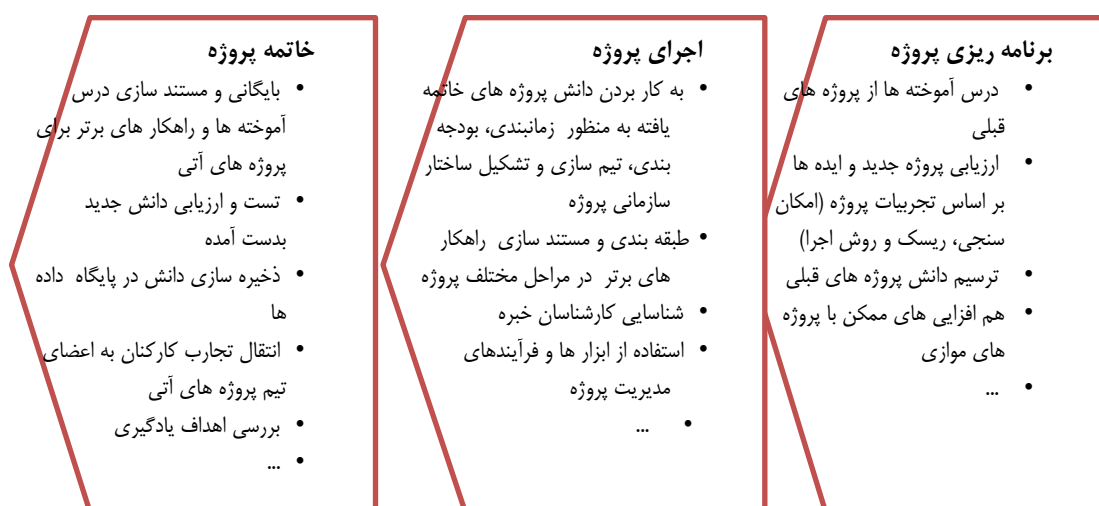 برنامه ریزی پروژه
• درس آموخته ها از پروژه های
قبلی
• ارزیابی پروژه جدید و ایده ها
بر اساس تجربیات پروژه (امکان
سنجی، ریسک و روش اجرا)
• ترسیم دانش پروژه های قبلی
• هم افزایی های ممکن با پروژه
های موازی
• ...
اجرای پروژه
• به کار بردن دانش پروژه های خاتمه
یافته به منظور زمانبندی، بودجه
بندی، تیم سازی و تشکیل ساختار
سازمانی پروژه
• طبقه بندی و مستند سازی راهکار
های برتر در مراحل مختلف پروژه
• شناسایی کارشناسان خبره
• استفاده از ابزار ها و فرآیندهای
مدیریت پروژه
• ...
خاتمه پروژه
• بایگانی و مستند سازی درس
آموخته ها و راهکار های برتر برای
پروژه های آتی
• تست و ارزیابی دانش جدید
بدست آمده
• ذخیره سازی دانش در پایگاه داده
ها
• انتقال تجارب کارکنان به اعضای
تیم پروژه های آتی
• بررسی اهداف یادگیری
• ...